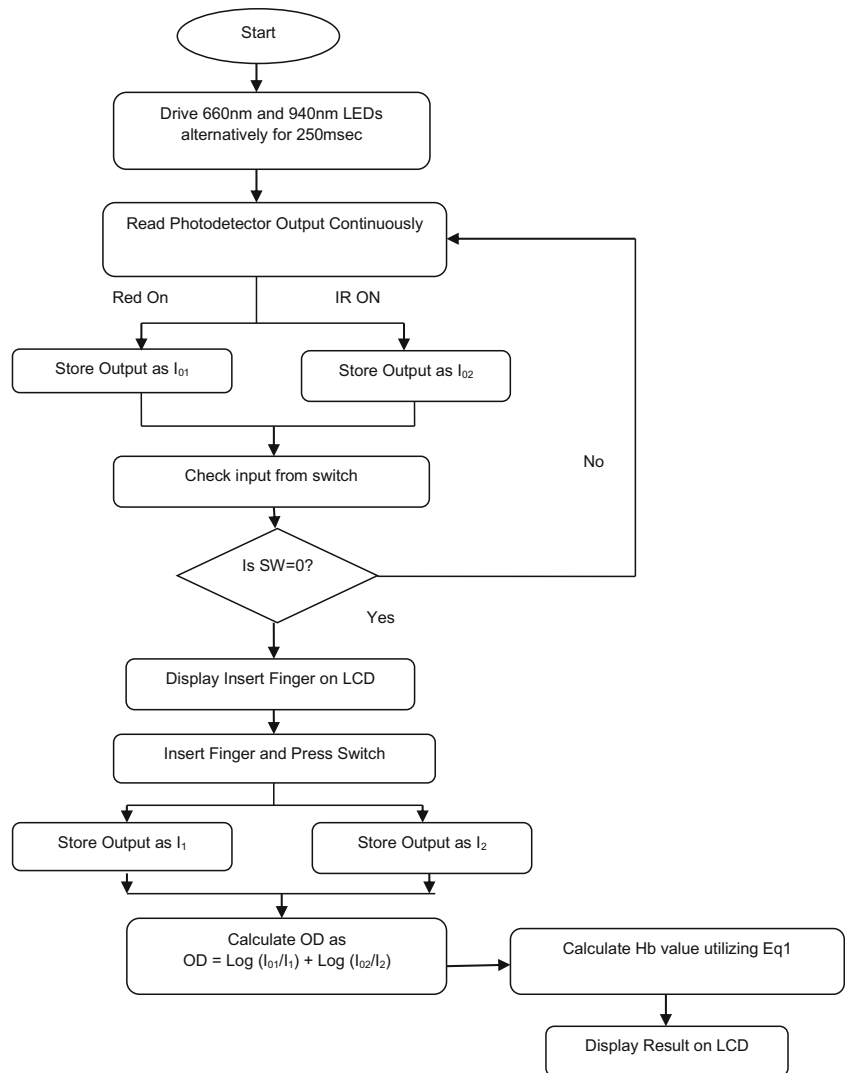 Start
Drive 660nm and 940nm LEDs
alternatively for 250msec
Read Photodetector Output Continuously
Red On
IR ON
Store Output as I₀₁
Store Output as I₀₂
Check input from switch
No
Is SW=0?
Yes
Display Insert Finger on LCD
Insert Finger and Press Switch
Store Output as I₁
Store Output as I₂
Calculate OD as
OD = Log (I₀₁/I₁) + Log (I₀₂/I₂)
Calculate Hb value utilizing Eq1
Display Result on LCD